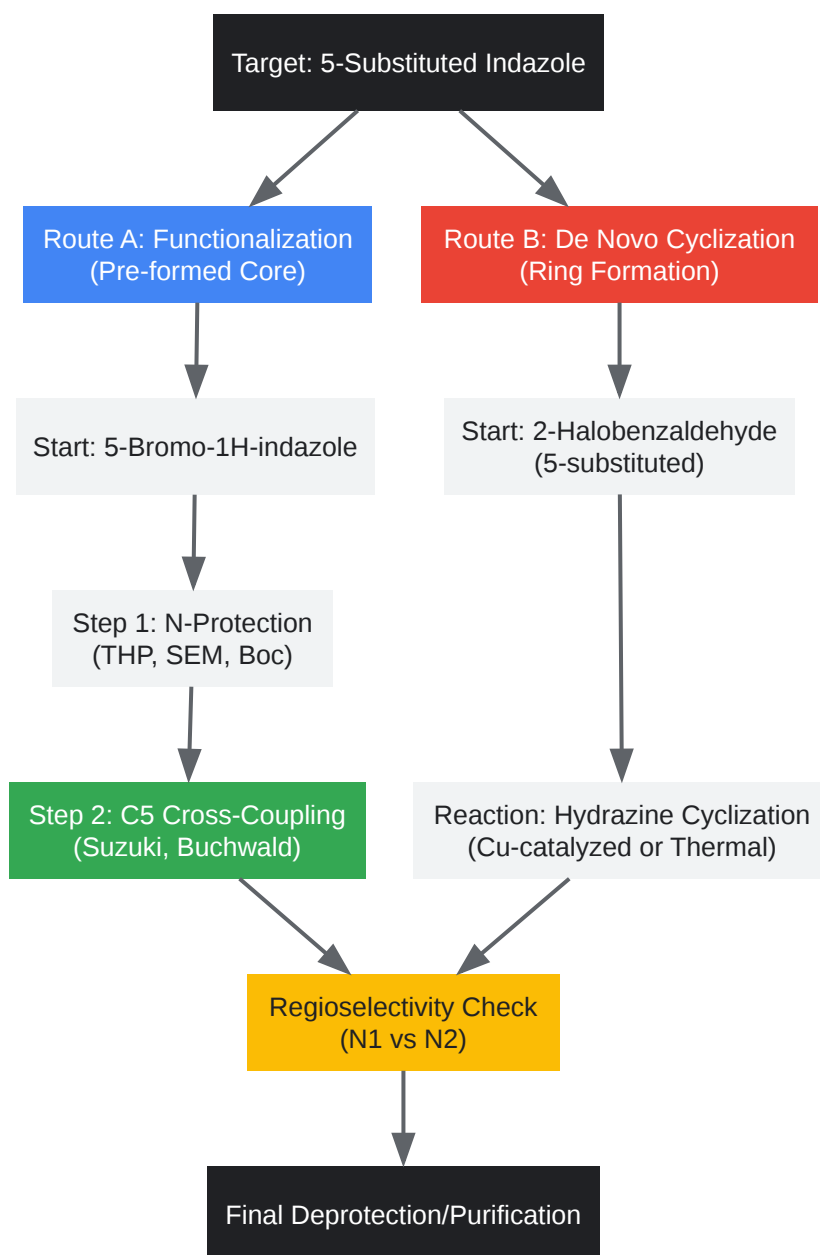 Target: 5-Substituted Indazole
Route A: Functionalization
(Pre-formed Core)
Route B: De Novo Cyclization
(Ring Formation)
Start: 5-Bromo-1H-indazole
Start: 2-Halobenzaldehyde
(5-substituted)
Step 1: N-Protection
(THP, SEM, Boc)
Step 2: C5 Cross-Coupling
(Suzuki, Buchwald)
Reaction: Hydrazine Cyclization
(Cu-catalyzed or Thermal)
Regioselectivity Check
(N1 vs N2)
Final Deprotection/Purification